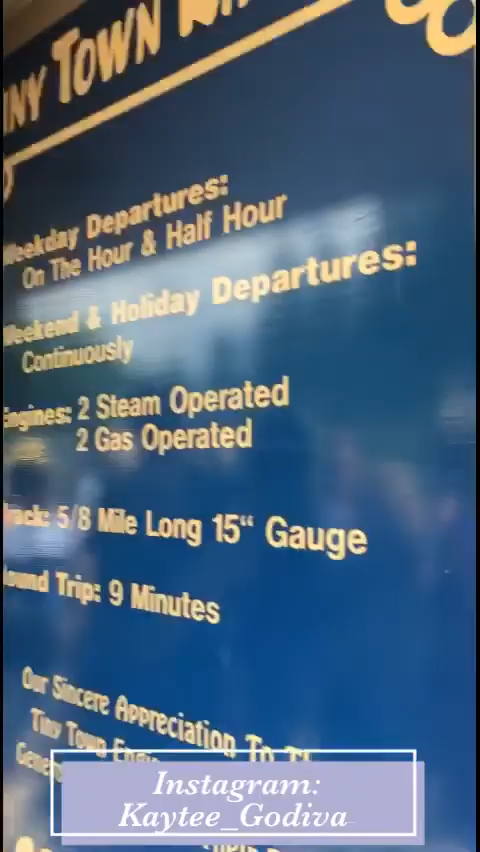 TOWN
Weekday Departures:
On The Hour & Half Hour
Weekend & Holiday Departures:
Continuously
Engines: 2 Steam Operated
2 Gas Operated
Track: 5/8 Mile Long 15“ Gauge
Round Trip: 9 Minutes
Our Sincere Appreciation To
Tiny Town
Instagram:
Kaytee_Godiva